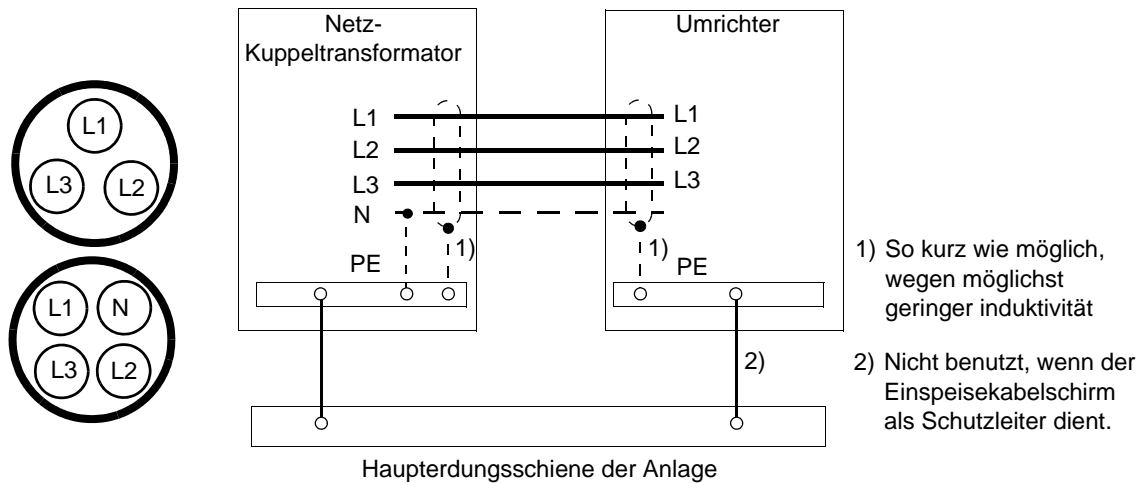 Netz-
Kuppeltransformator
Umrichter
L1
L3
L2
L1
N
L3
L2
L1
L2
L3
N
PE
1)
L1
L2
L3
1)
PE
2)
Haupterdungsschiene der Anlage
1) So kurz wie möglich,
wegen möglichst
geringer induktivität
2) Nicht benutzt, wenn der
Einspeisekabelschirm
als Schutzleiter dient.